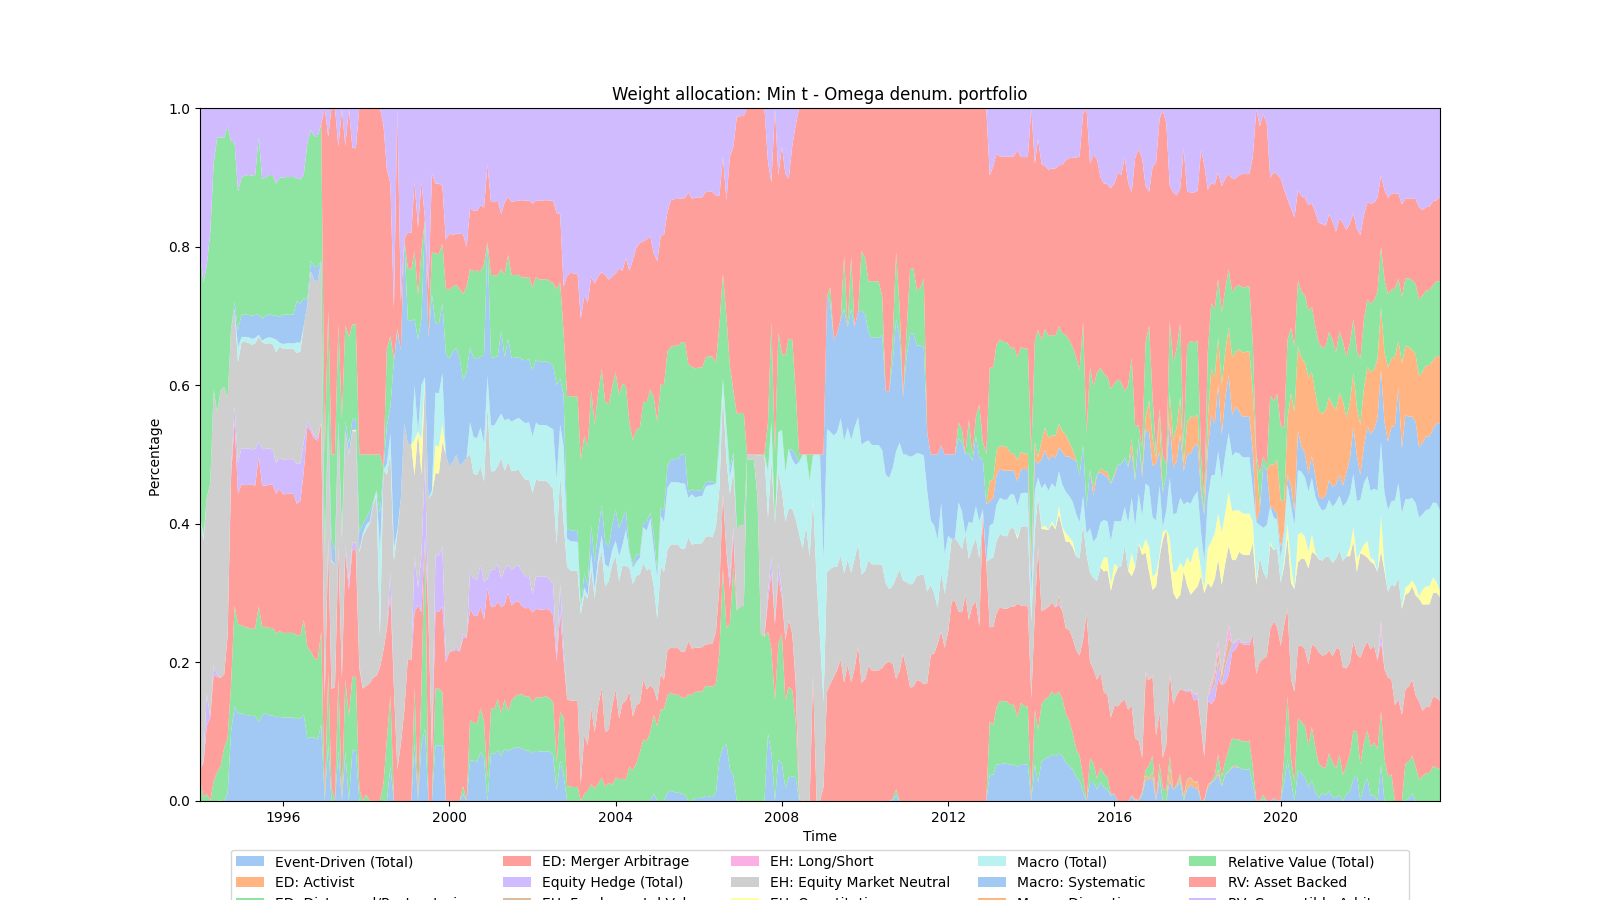 Weight allocation: Min t - Omega denum. portfolio
1.0
0.8
0.6
0.4
0.2
0.0
Percentage
1996 2000 2004 2008 2012 2016 2020
Time
Event-Driven (Total) ED: Merger Arbitrage EH: Long/Short Macro (Total) Relative Value (Total)
ED: Activist Equity Hedge (Total) EH: Equity Market Neutral Macro: Systematic RV: Asset Backed